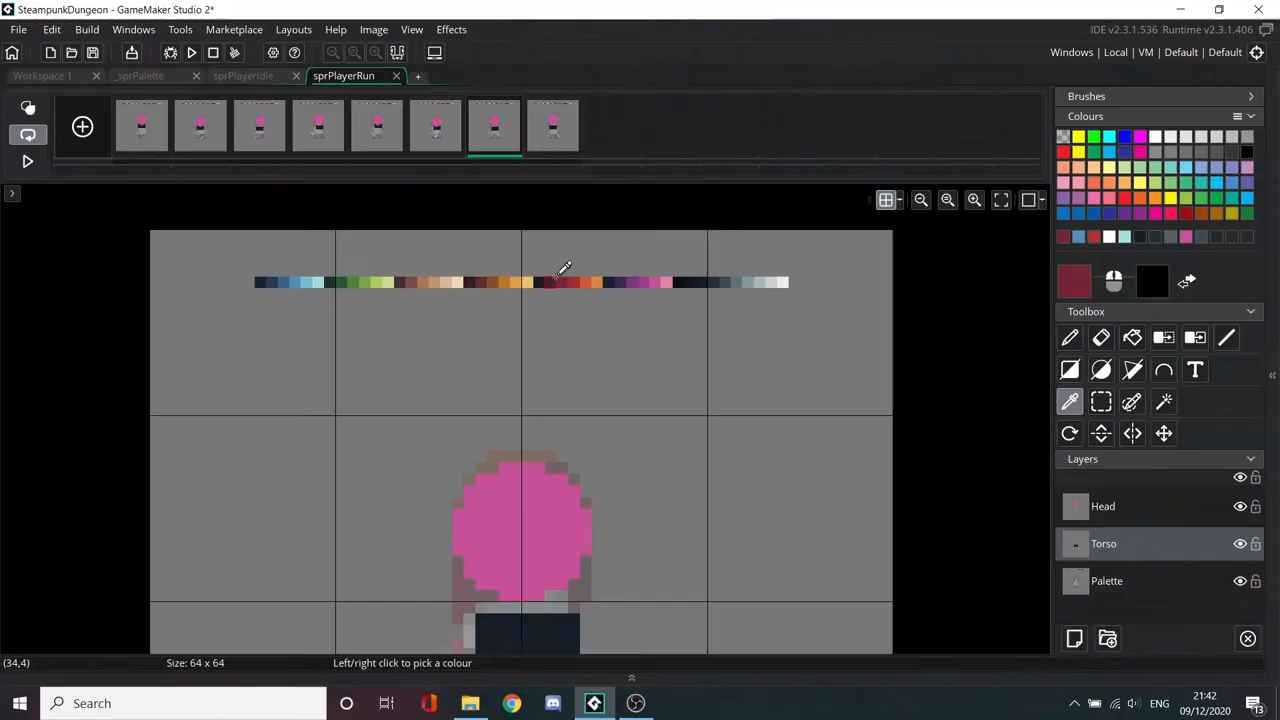 SteampunkDungeon - GameMaker Studio 2*
File Edit Build Windows Tools Marketplace Layouts Help Image View Effects
IDE v2.3.1.536 Runtime v2.3.1.406
Windows | Local | VM | Default | Default
Workspace 1 _sprPalette sprPlayerIdle sprPlayerRun
Brushes
Colours
Toolbox
T
Layers
Head
Torso
Palette
(34,4) Size: 64 x 64 Left/right click to pick a colour
Search
ENG
21:42
09/12/2020
13